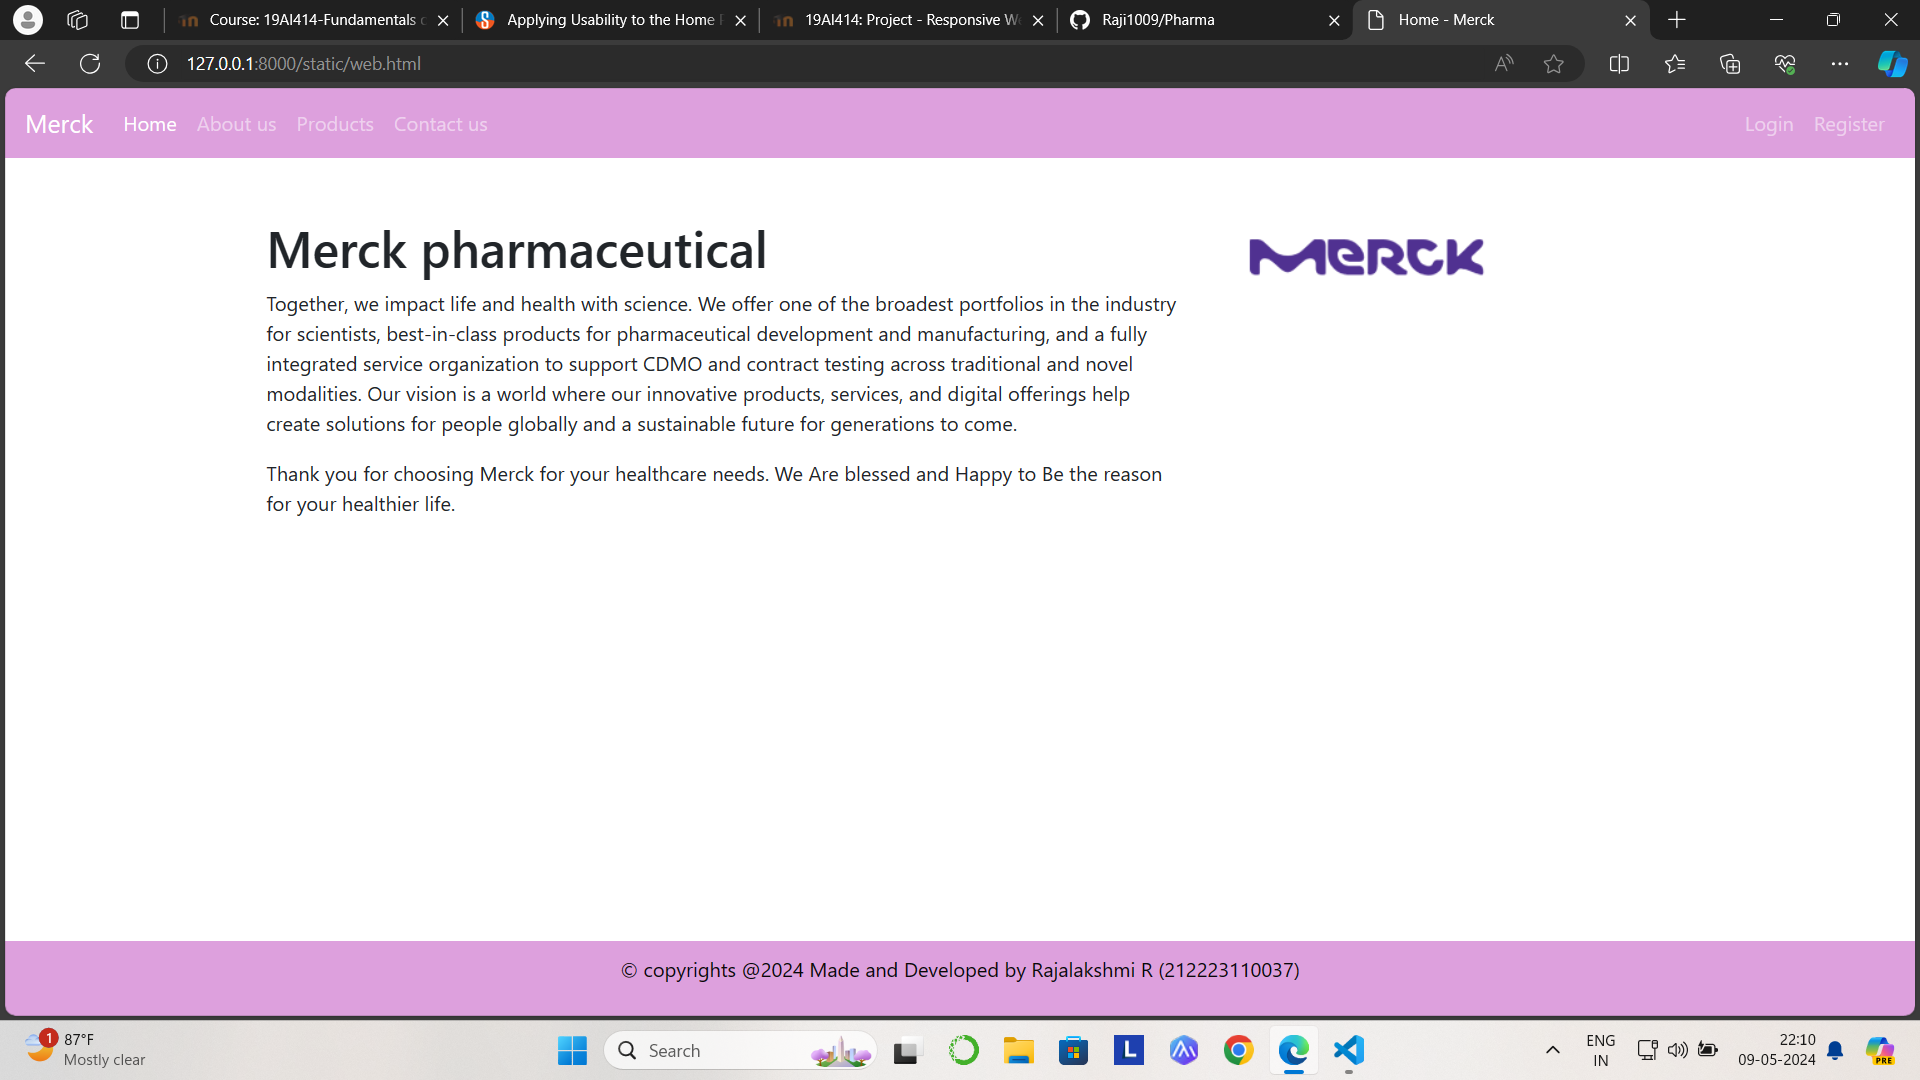 Course: 19AI414-Fundamentals
Applying Usability to the Home
19AI414: Project - Responsive
Raji1009/Pharma
Home - Merck
127.0.0.1:8000/static/web.html
Merck Home About us Products Contact us Login Register
Merck pharmaceutical
MERCK
Together, we impact life and health with science. We offer one of the broadest portfolios in the industry
for scientists, best-in-class products for pharmaceutical development and manufacturing, and a fully
integrated service organization to support CDMO and contract testing across traditional and novel
modalities. Our vision is a world where our innovative products, services, and digital offerings help
create solutions for people globally and a sustainable future for generations to come.
Thank you for choosing Merck for your healthcare needs. We Are blessed and Happy to Be the reason
for your healthier life.
© copyrights @2024 Made and Developed by Rajalakshmi R (212223110037)
1
87°F
Mostly clear
Search
L
ENG
IN
22:10
09-05-2024
PRE